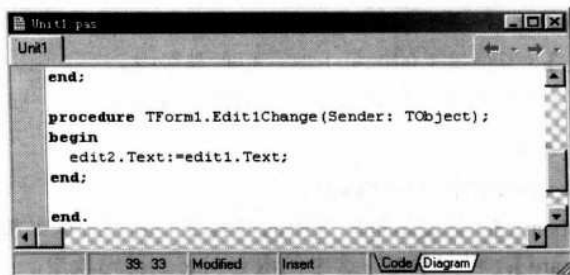 Unit1.pas
Unit1
end;
procedure TForm1.Edit1Change(Sender: TObject);
begin
edit2.Text:=edit1.Text;
end;
end.
39: 33 Modified Insert Code Diagram